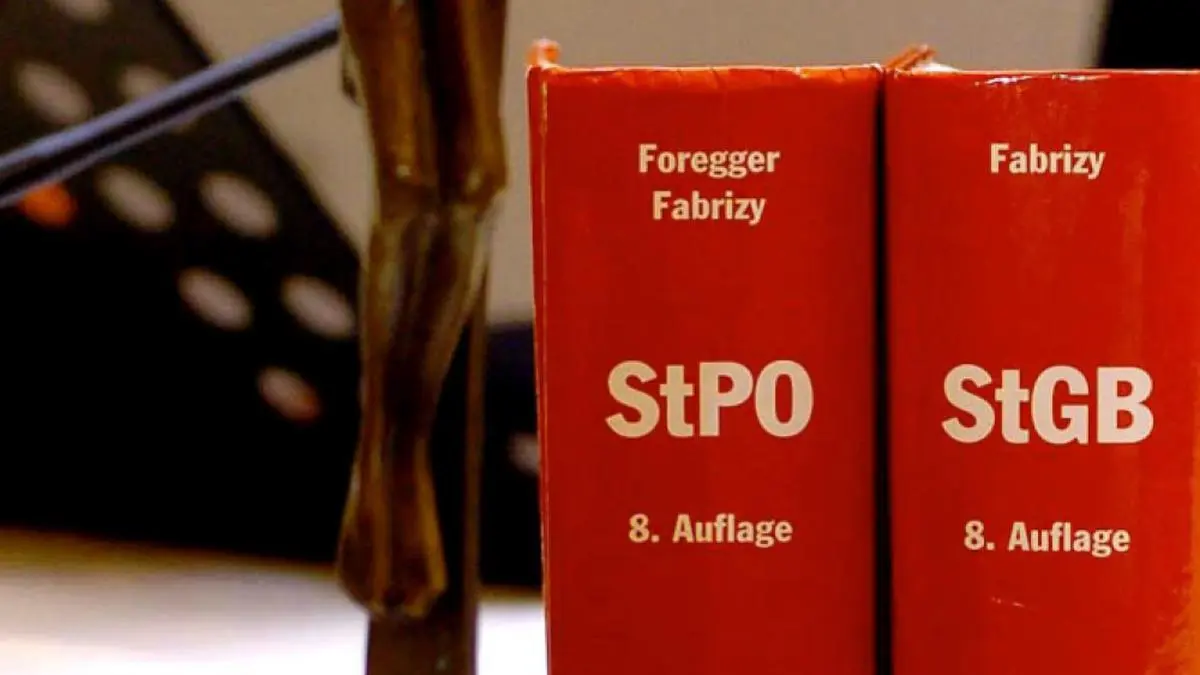 Foregger
Fabrizy
StPO
8. Auflage
Fabrizy
StGB
8. Auflage